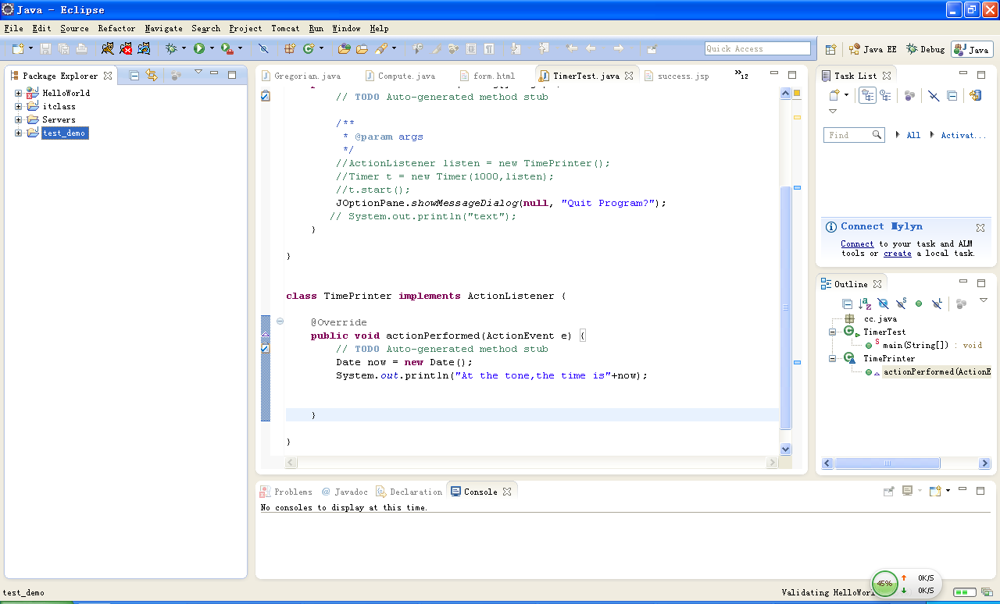 Java - Eclipse
File Edit Source Refactor Navigate Search Project Tomcat Run Window Help
Quick Access
Java EE
Debug
Java
Package Explorer
HelloWorld
itclass
Servers
test_demo
Gregorian.java
Compute.java
form.html
TimerTest.java
success.jsp
»12
// TODO Auto-generated method stub
/**
* @param args
*/
//ActionListener listen = new TimePrinter();
//Timer t = new Timer(1000,listen);
//t.start();
JOptionPane.showMessageDialog(null, "Quit Program?");
// System.out.println("text");
}
}
class TimePrinter implements ActionListener {
@Override
public void actionPerformed(ActionEvent e) {
// TODO Auto-generated method stub
Date now = new Date();
System.out.println("At the tone,the time is"+now);
}
}
Task List
Find
All
Activat...
Connect Mylyn
Connect to your task and ALM
tools or create a local task.
Outline
cc.java
TimerTest
main(String[]) : void
TimePrinter
actionPerformed(ActionE
Problems
@ Javadoc
Declaration
Console
No consoles to display at this time.
test_demo
Validating HelloWor
45%
0K/S
0K/S